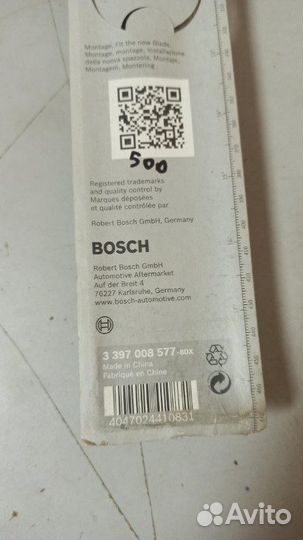 Montage, Fit the new Blade,
Montage, montage, installazione
della nuova spazzola, Montaje,
Montagem, Montering
500
Registered trademarks
and quality control by
Marques déposées
et qualité contrôlée par
Robert Bosch GmbH, Germany
BOSCH
Robert Bosch GmbH
Automotive Aftermarket
Auf der Breit 4
76227 Karlsruhe, Germany
www.bosch-automotive.com
3 397 008 577-8DX
Made in China
Fabriqué en Chine
4047024410831
Avito